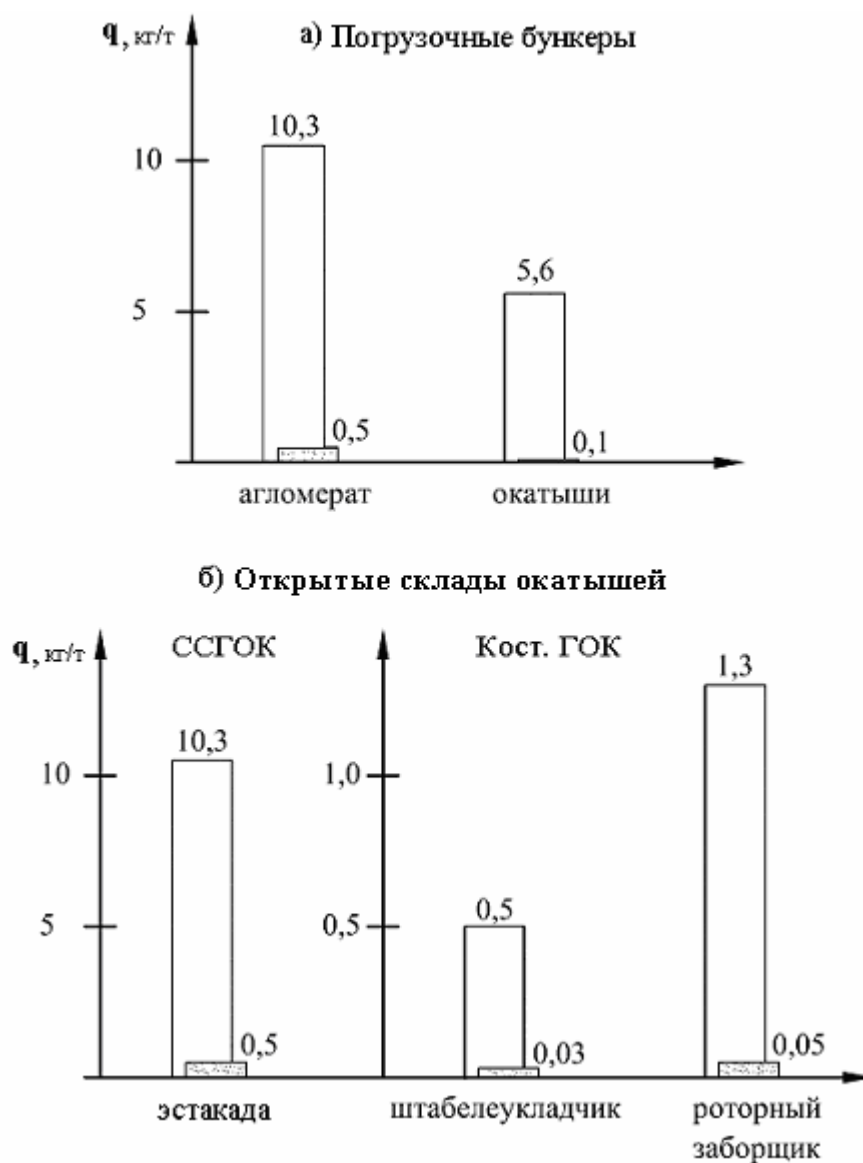 q, кг/т
а) Погрузочные бункеры
10,3
10
5,6
5
0,5
0,1
агломерат
окатыши
б) Открытые склады окатышей
q, кг/т
ССГОК
Кост. ГОК
1,3
10,3
10
1,0
5
0,5
0,5
0,5
0,03
0,05
эстакада
штабелеукладчик
роторный
заборщик